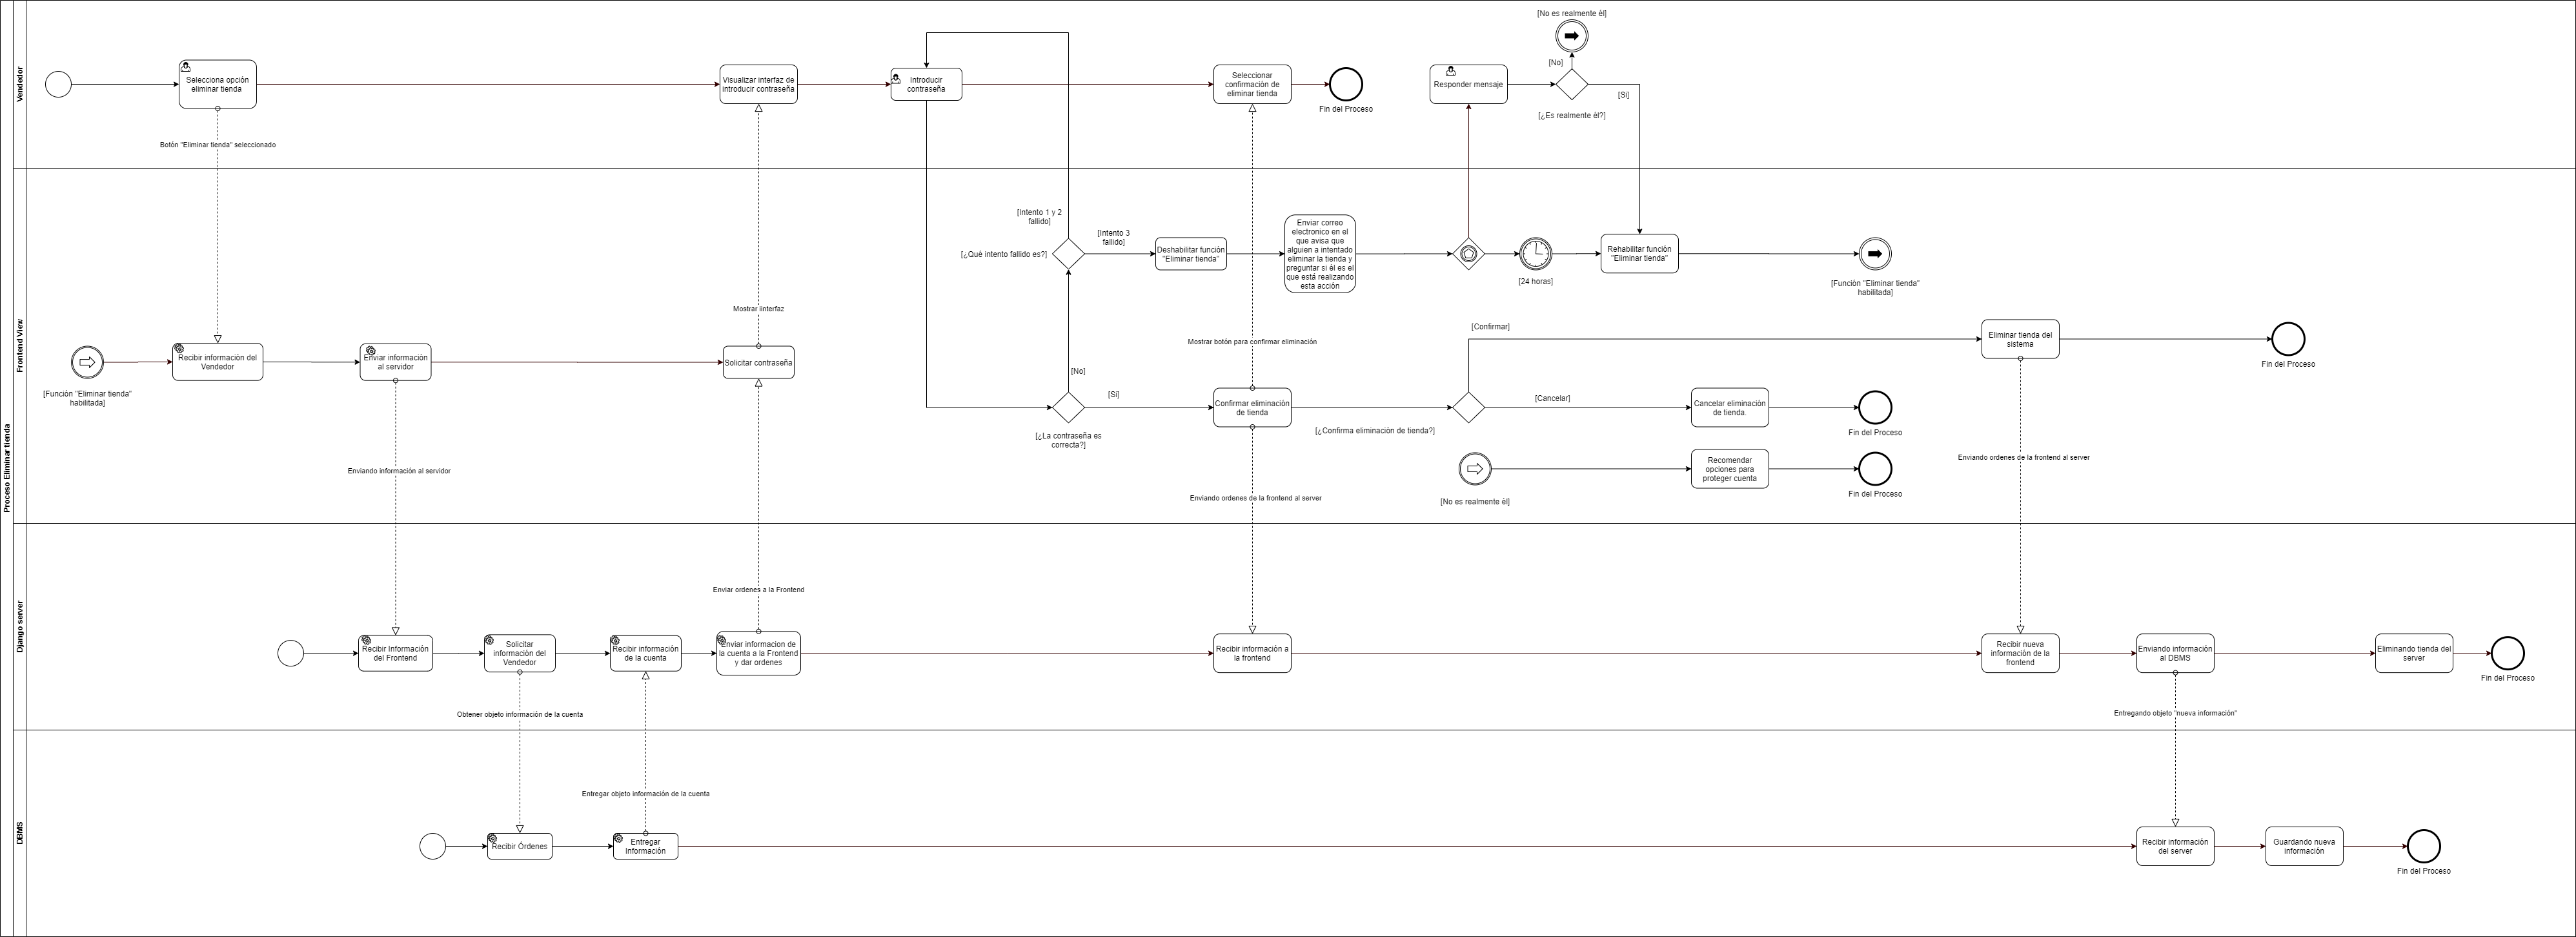 Proceso Eliminar tienda
Vendedor
Selecciona opción
eliminar tienda
Botón "Eliminar tienda" seleccionado
Visualizar interfaz de
introducir contraseña
Introducir
contraseña
Seleccionar
confirmación de
eliminar tienda
Fin del Proceso
Responder mensaje
[No es realmente él]
[No]
[¿Es realmente él?]
[Sí]
Frontend View
[Función "Eliminar tienda"
habilitada]
Recibir información del
Vendedor
Enviar información
al servidor
Enviando información al servidor
Mostrar iinterfaz
Solicitar contraseña
[Intento 1 y 2
fallido]
[¿Qué intento fallido es?]
[Intento 3
fallido]
Deshabilitar función
"Eliminar tienda"
Enviar correo
electronico en el
que avisa que
alguien a intentado
eliminar la tienda y
preguntar si él es el
que está realizando
esta acción
[24 horas]
Rehabilitar función
"Eliminar tienda"
[Función "Eliminar tienda"
habilitada]
[No]
[Sí]
[¿La contraseña es
correcta?]
Mostrar botón para confirmar eliminación
Confirmar eliminación
de tienda
[¿Confirma eliminación de tienda?]
[Confirmar]
Eliminar tienda del
sistema
Fin del Proceso
[Cancelar]
Cancelar eliminación
de tienda.
Fin del Proceso
[No es realmente él]
Recomendar
opciones para
proteger cuenta
Fin del Proceso
Enviando ordenes de la frontend al server
Enviando ordenes de la frontend al server
Django server
Recibir Información
del Frontend
Solicitar
información del
Vendedor
Recibir información
de la cuenta
Enviar ordenes a la Frontend
Enviar informacion de
la cuenta a la Frontend
y dar ordenes
Recibir información a
la frontend
Recibir nueva
información de la
frontend
Enviando información
al DBMS
Eliminando tienda del
server
Fin del Proceso
Obtener objeto información de la cuenta
Entregando objeto "nueva información"
DBMS
Entregar objeto información de la cuenta
Recibir Órdenes
Entregar
Información
Recibir información
del server
Guardando nueva
información
Fin del Proceso